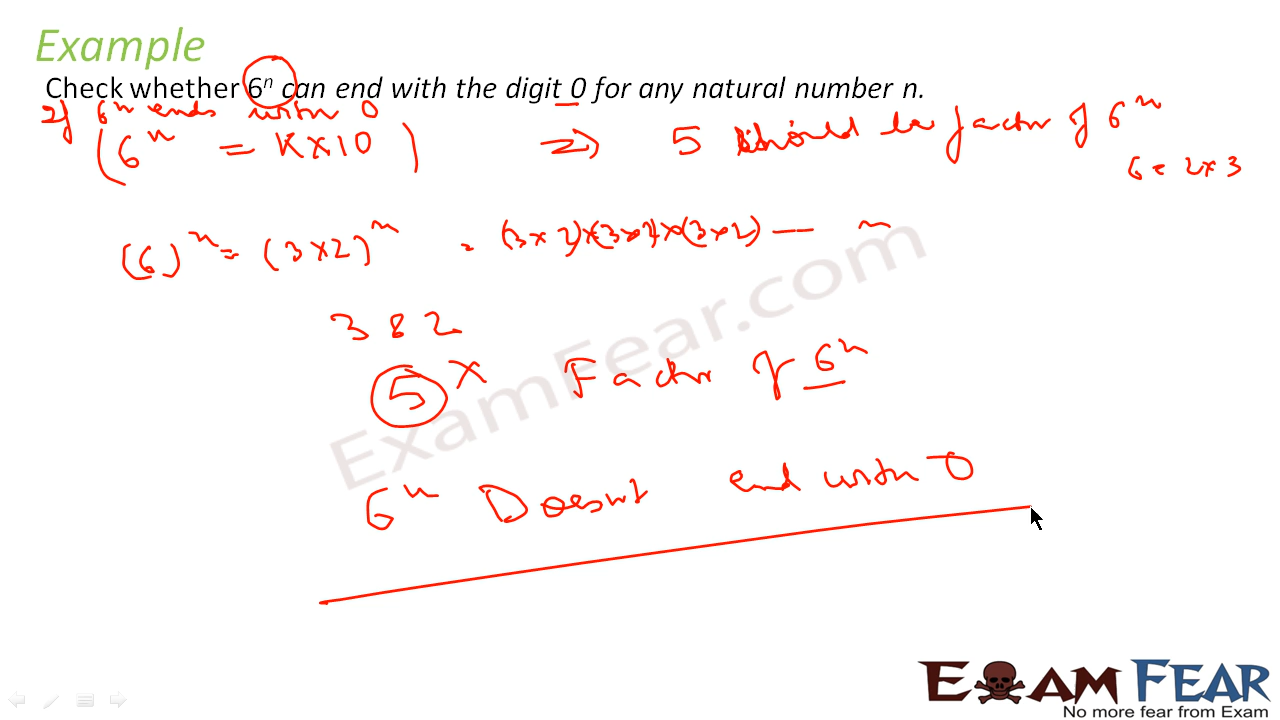 Example
Check whether 6ⁿ can end with the digit 0 for any natural number n.
If 6ⁿ ends with 0
(6ⁿ = K×10) => 5 should be factor of 6ⁿ
6 = 2×3
(6)ⁿ = (3×2)ⁿ = (3×2)×(3×2)×(3×2) -- n
3 & 2
5 × Factor of 6ⁿ
6ⁿ Doesnt end with 0
ExamFear.com
EXAM FEAR
No more fear from Exam